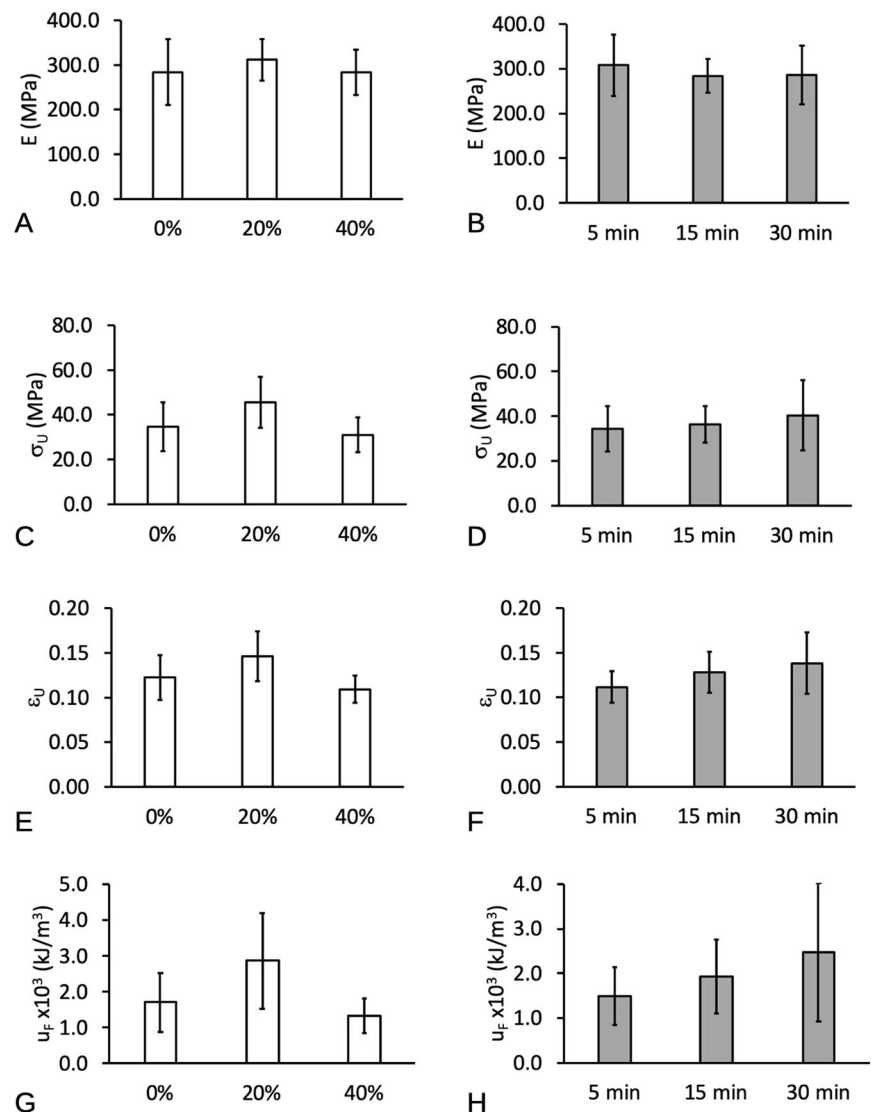 400.0
300.0
200.0
100.0
0.0
E (MPa)
0% 20% 40%
A
400.0
300.0
200.0
100.0
0.0
E (MPa)
5 min 15 min 30 min
B
80.0
60.0
40.0
20.0
0.0
σU (MPa)
0% 20% 40%
C
80.0
60.0
40.0
20.0
0.0
σU (MPa)
5 min 15 min 30 min
D
0.20
0.15
0.10
0.05
0.00
εU
0% 20% 40%
E
0.20
0.15
0.10
0.05
0.00
εU
5 min 15 min 30 min
F
5.0
4.0
3.0
2.0
1.0
0.0
uF x10³ (kJ/m³)
0% 20% 40%
G
4.0
3.0
2.0
1.0
0.0
uF x10³ (kJ/m³)
5 min 15 min 30 min
H